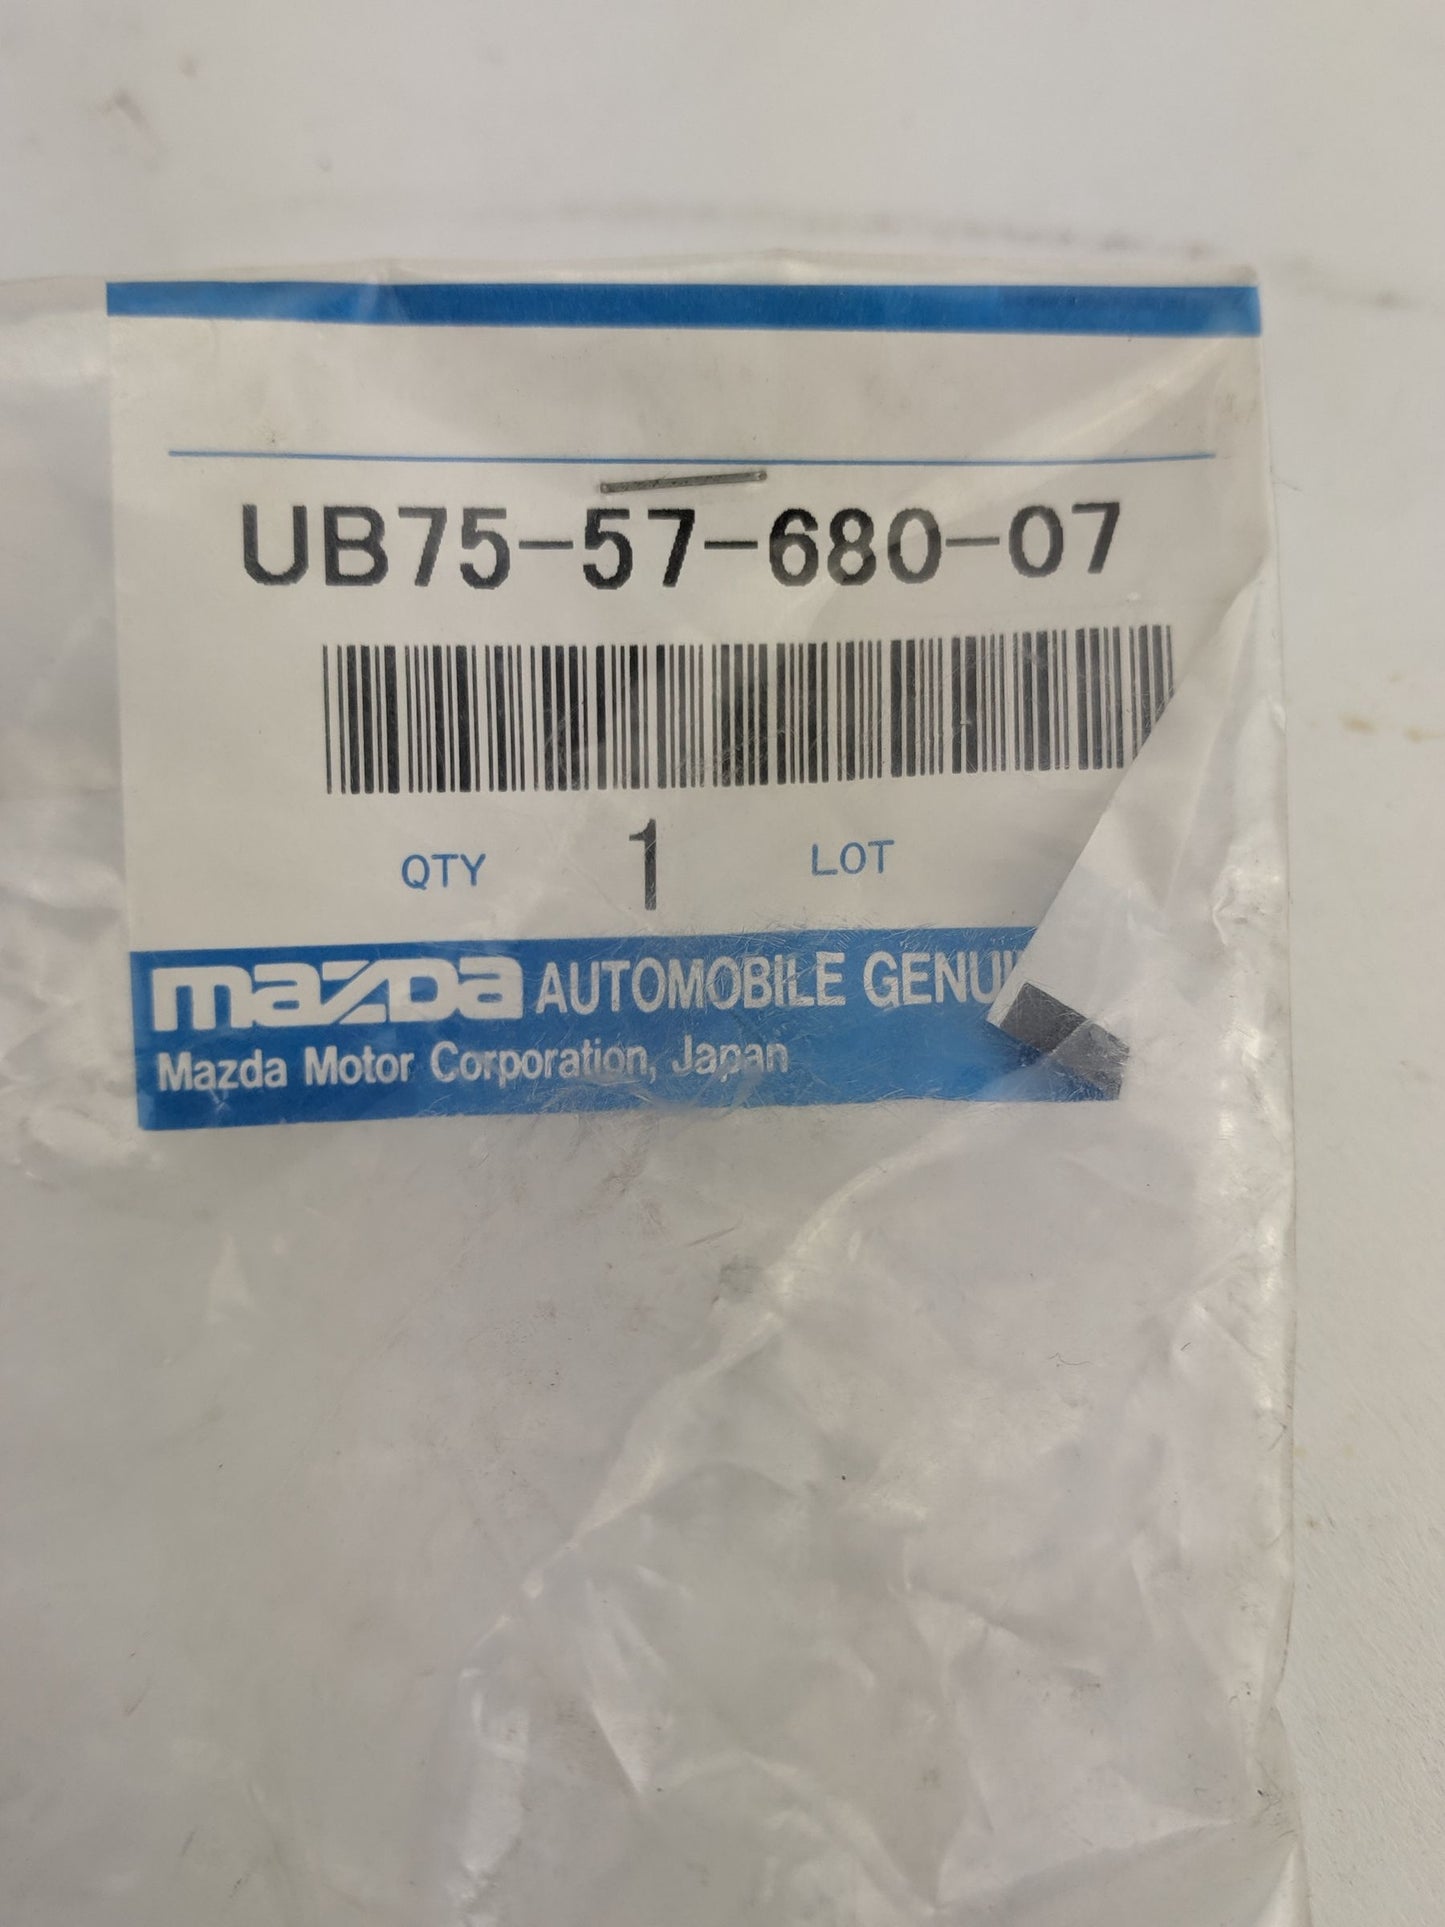 UB75-57-680-07
QTY 1 LOT
mazda AUTOMOBILE GENUI
Mazda Motor Corporation, Japan